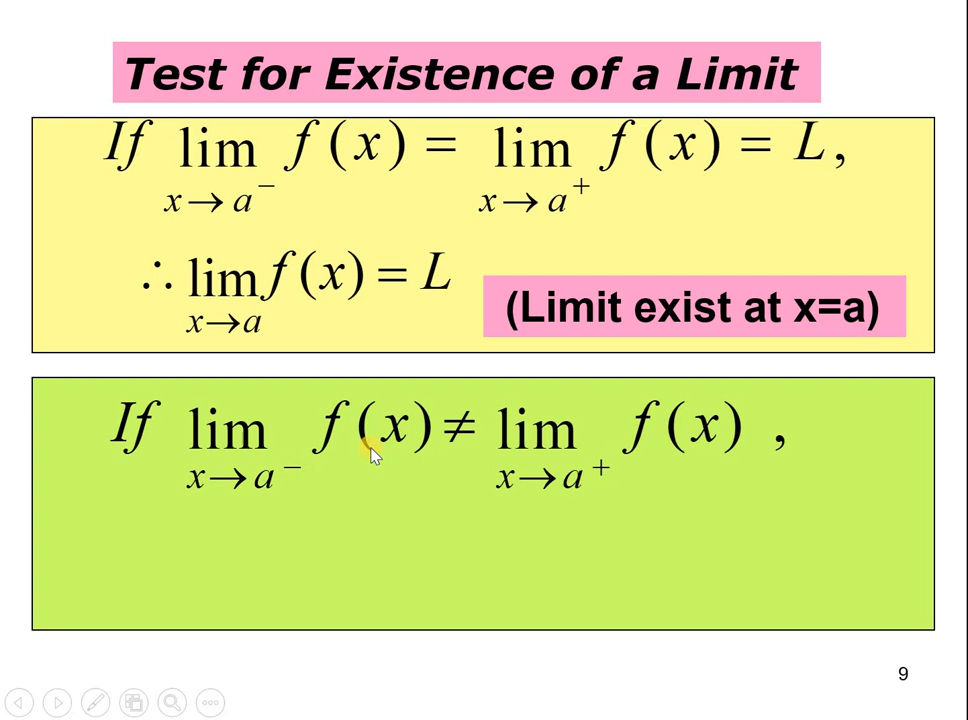 Test for Existence of a Limit
If lim f(x) = lim f(x) = L,
x→a⁻ x→a⁺
∴ lim f(x) = L
x→a
(Limit exist at x=a)
If lim f(x) ≠ lim f(x) ,
x→a⁻ x→a⁺
9